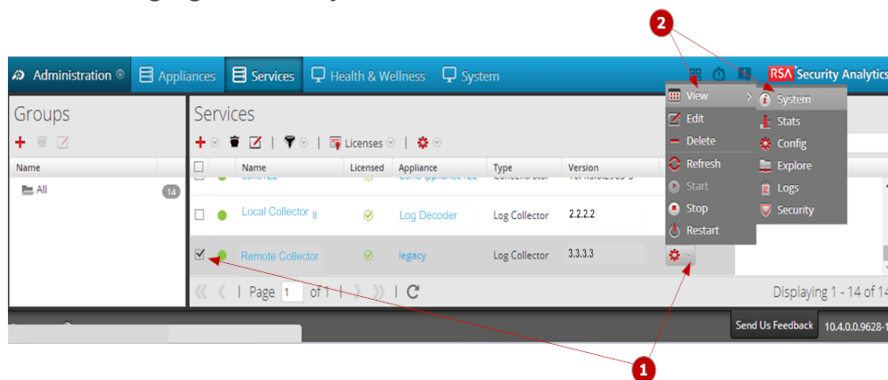 2
Administration Appliances Services Health & Wellness System RSA Security Analytics
Groups
Name
All 14
Services
Licenses
Name Licensed Appliance Type Version
Local Collector II Log Decoder Log Collector 2.2.2.2
Remote Collector legacy Log Collector 3.3.3.3
View
Edit
Delete
Refresh
Start
Stop
Restart
System
Stats
Config
Explore
Logs
Security
Page 1 of 1
Displaying 1 - 14 of 14
Send Us Feedback 10.4.0.0.9628-1
1